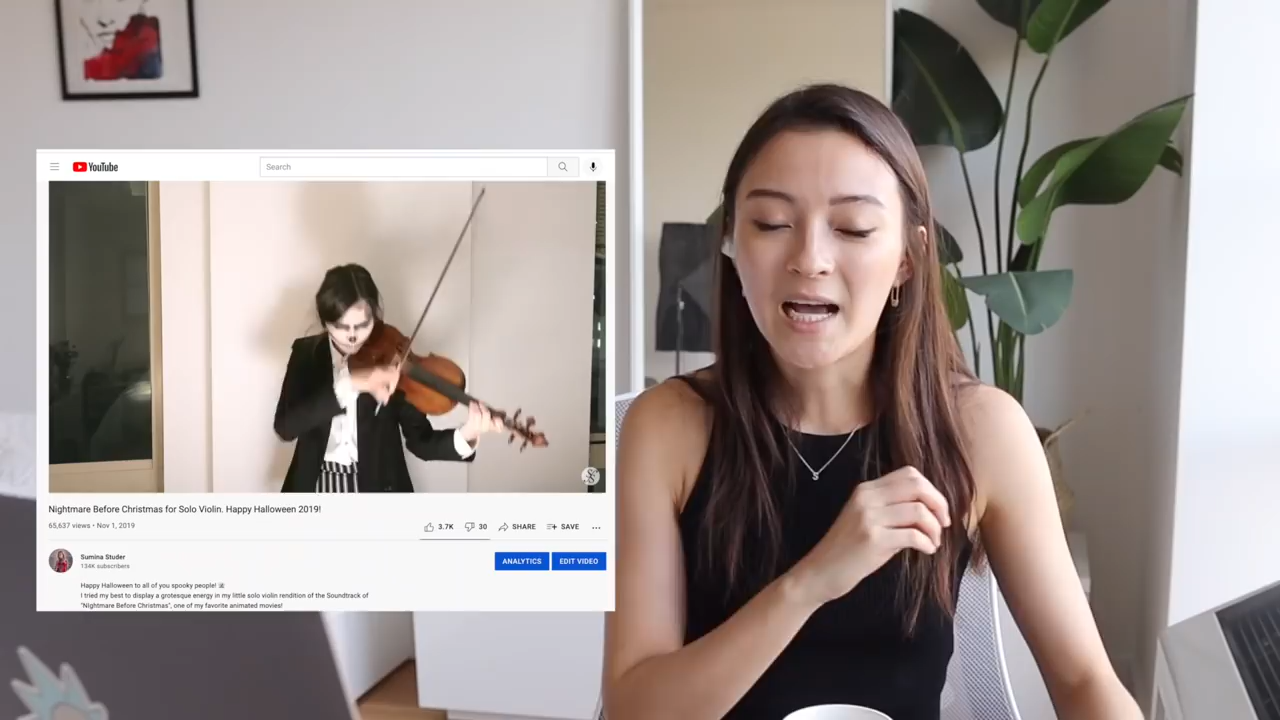 YouTube
Search
Nightmare Before Christmas for Solo Violin. Happy Halloween 2019!
65,637 views • Nov 1, 2019
3.7K
30
SHARE
SAVE
Sumina Studer
134K subscribers
ANALYTICS
EDIT VIDEO
Happy Halloween to all of you spooky people!
I tried my best to display a grotesque energy in my little solo violin rendition of the Soundtrack of
"Nightmare Before Christmas", one of my favorite animated movies!
S